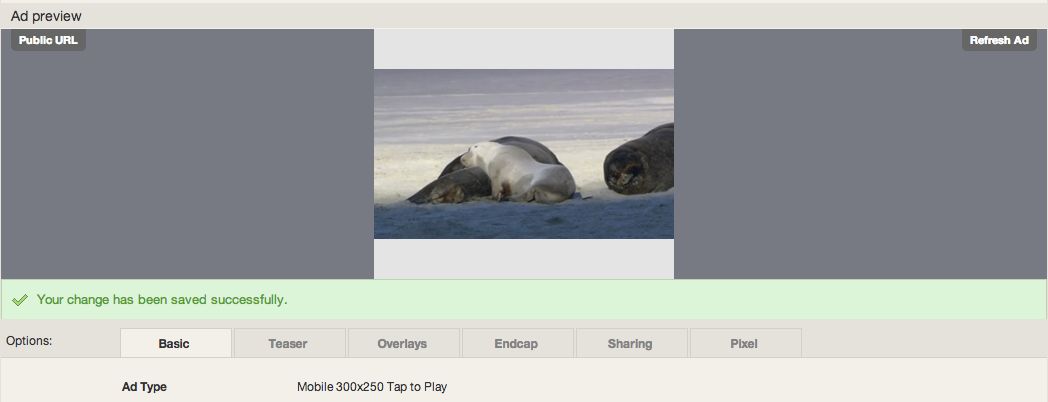 Ad preview
Public URL
Refresh Ad
Your change has been saved successfully.
Options:
Basic
Teaser
Overlays
Endcap
Sharing
Pixel
Ad Type
Mobile 300x250 Tap to Play